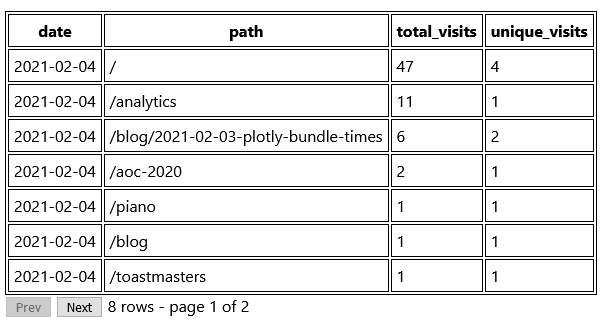 date path total_visits unique_visits
2021-02-04 / 47 4
2021-02-04 /analytics 11 1
2021-02-04 /blog/2021-02-03-plotly-bundle-times 6 2
2021-02-04 /aoc-2020 2 1
2021-02-04 /piano 1 1
2021-02-04 /blog 1 1
2021-02-04 /toastmasters 1 1
Prev Next 8 rows - page 1 of 2